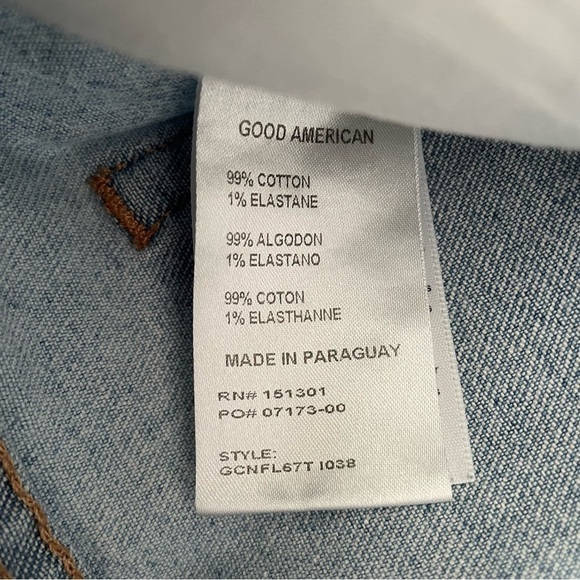 GOOD AMERICAN
99% COTTON
1% ELASTANE
99% ALGODON
1% ELASTANO
99% COTON
1% ELASTHANNE
MADE IN PARAGUAY
RN# 151301
PO# 07173-00
STYLE:
GCNFL67T I038